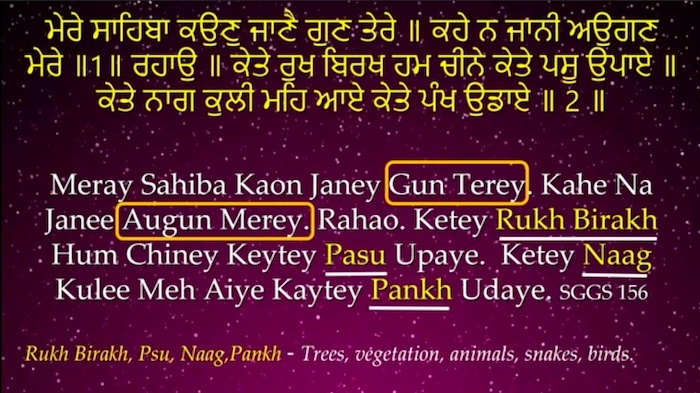 ਮੇਰੇ ਸਾਹਿਬਾ ਕਉਣੁ ਜਾਣੈ ਗੁਣ ਤੇਰੇ ॥ ਕਹੇ ਨ ਜਾਨੀ ਅਉਗਣ
ਮੇਰੇ ॥1॥ ਰਹਾਉ ॥ ਕੇਤੇ ਰੁਖ ਬਿਰਖ ਹਮ ਚੀਨੇ ਕੇਤੇ ਪਸੂ ਉਪਾਏ ॥
ਕੇਤੇ ਨਾਗ ਕੁਲੀ ਮਹਿ ਆਏ ਕੇਤੇ ਪੰਖ ਉਡਾਏ ॥ 2 ॥
Meray Sahiba Kaon Janey Gun Terey. Kahe Na
Janee Augun Merey. Rahao. Ketey Rukh Birakh
Hum Chiney Keytey Pasu Upaye. Ketey Naag
Kulee Meh Aiye Kaytey Pankh Udaye. SGGS 156
Rukh Birakh, Psu, Naag,Pankh - Trees, vegetation, animals, snakes, birds.